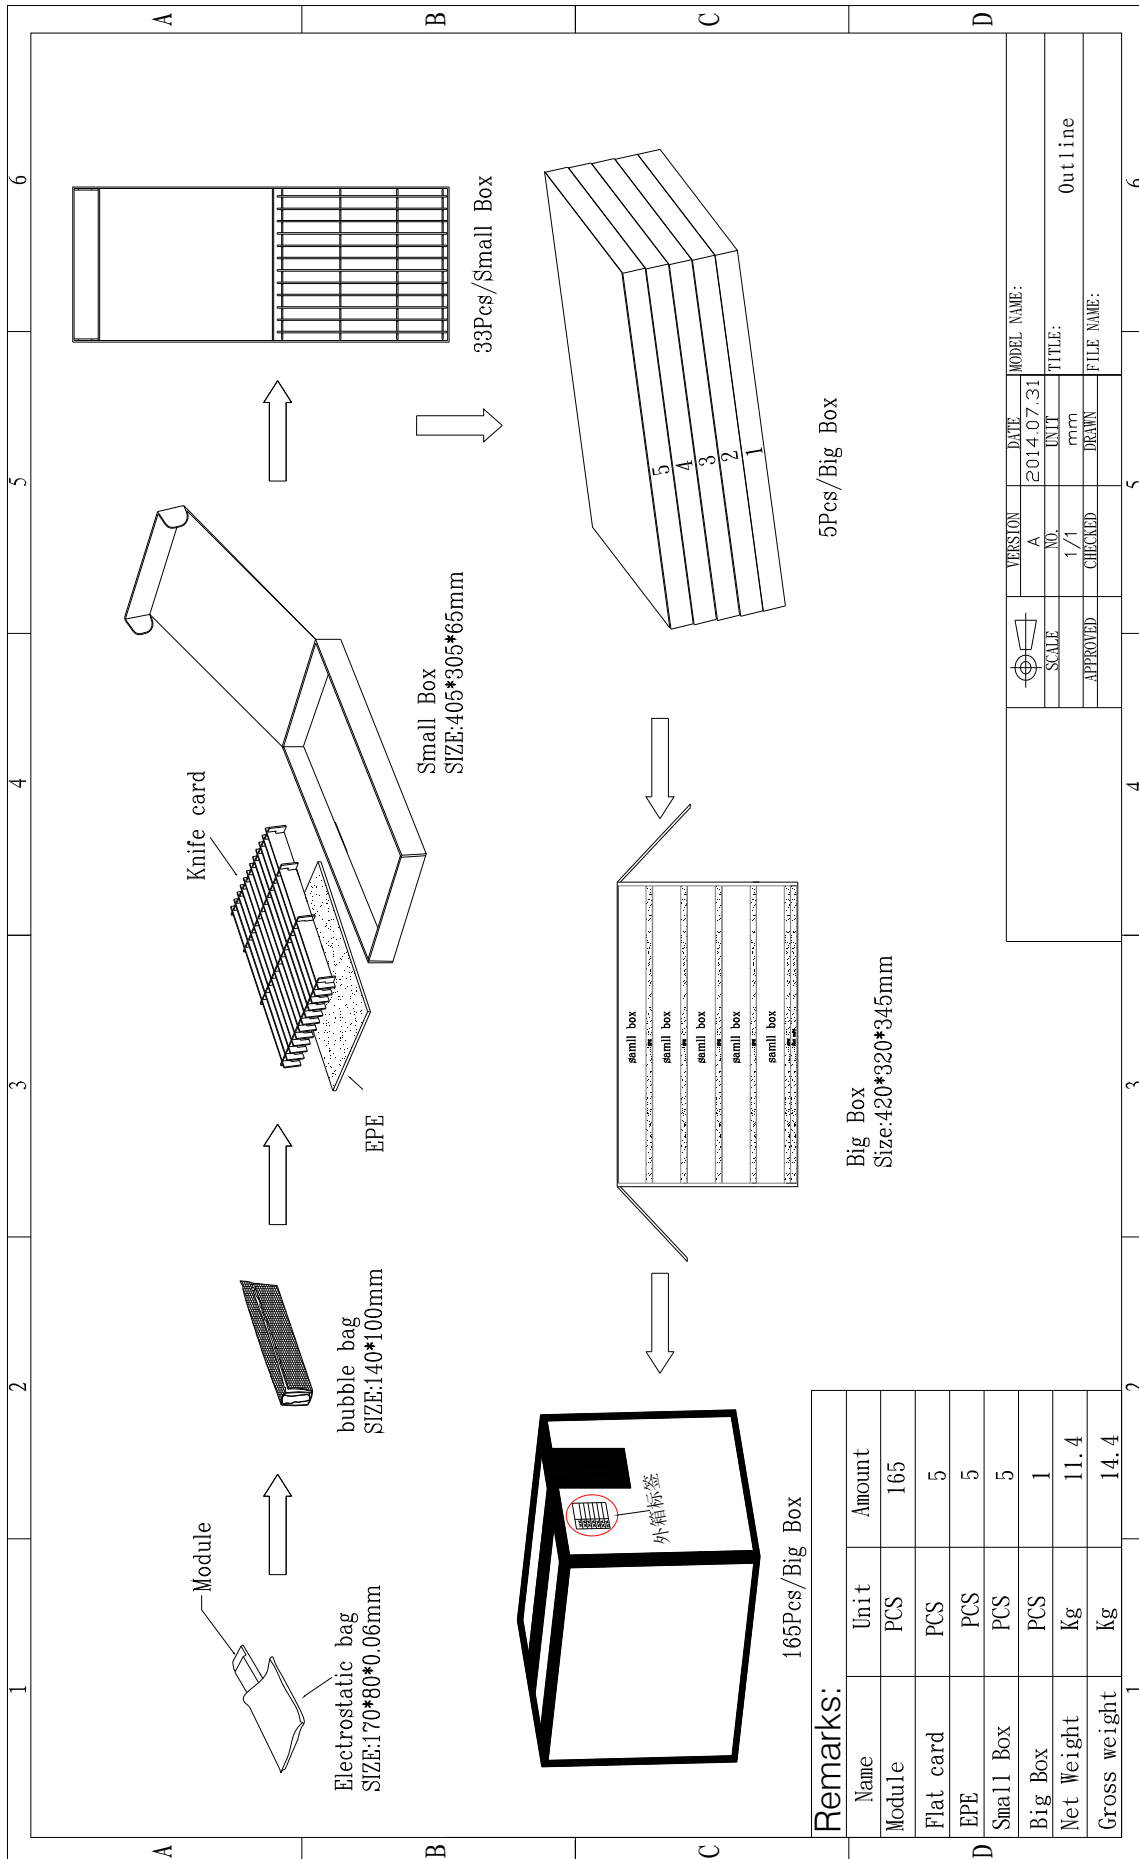 1
2
3
4
5
6
A
B
C
D
Module
Electrostatic bag
SIZE:170*80*0.06mm
bubble bag
SIZE:140*100mm
EPE
Knife card
Small Box
SIZE:405*305*65mm
33Pcs/Small Box
5
4
3
2
1
5Pcs/Big Box
samll box
samll box
samll box
samll box
samll box
Big Box
Size:420*320*345mm
外箱标签
165Pcs/Big Box
Remarks:
Name Unit Amount
Module PCS 165
Flat card PCS 5
EPE PCS 5
Small Box PCS 5
Big Box PCS 1
Net Weight Kg 11.4
Gross weight Kg 14.4
VERSION DATE MODEL NAME:
A 2014.07.31
SCALE NO. UNIT TITLE:
1/1 mm Outline
APPROVED CHECKED DRAWN FILE NAME:
A
B
C
D
1
2
3
4
5
6